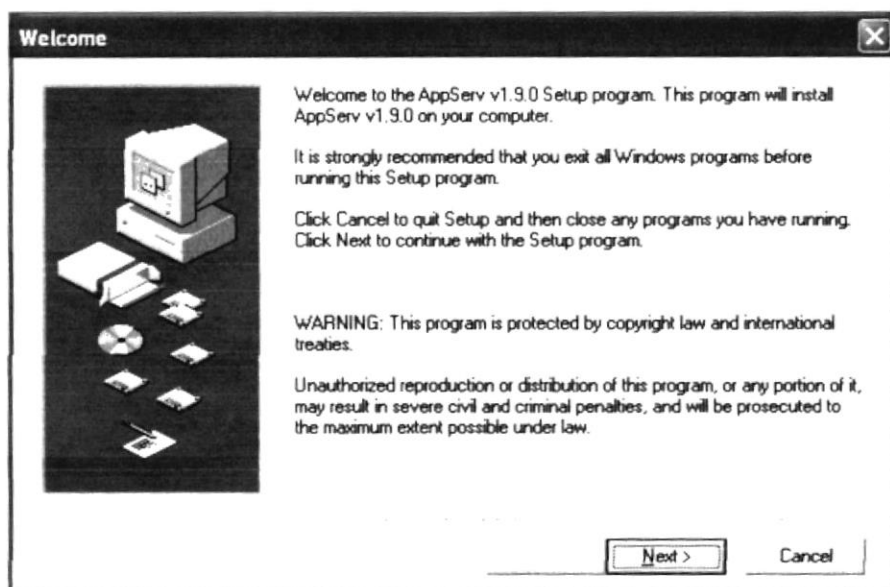 Welcome
Welcome to the AppServ v1.9.0 Setup program. This program will install
AppServ v1.9.0 on your computer.
It is strongly recommended that you exit all Windows programs before
running this Setup program.
Click Cancel to quit Setup and then close any programs you have running.
Click Next to continue with the Setup program.
WARNING: This program is protected by copyright law and international
treaties.
Unauthorized reproduction or distribution of this program, or any portion of it,
may result in severe civil and criminal penalties, and will be prosecuted to
the maximum extent possible under law.
Next > Cancel